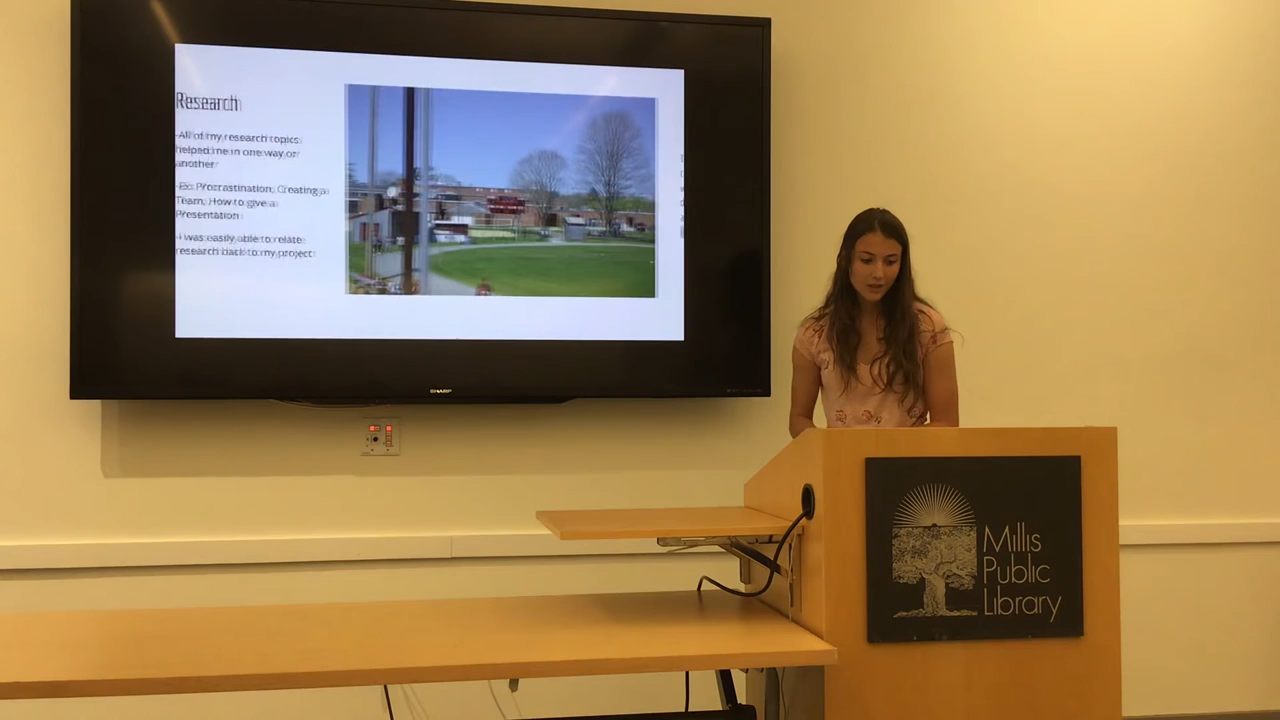 Research
-All of my research topics
helped me in one way or
another
-Ex: Procrastination, Creating a
Team, How to give a
Presentation
-I was easily able to relate
research back to my project
SHARP
Millis
Public
Library